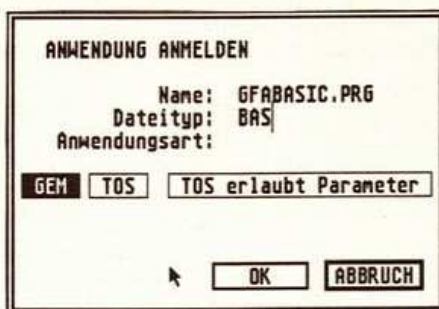 ANWENDUNG ANMELDEN
Name: GFABASIC.PRG
Dateityp: BAS
Anwendungsart:
GEM TOS TOS erlaubt Parameter
OK ABBRUCH